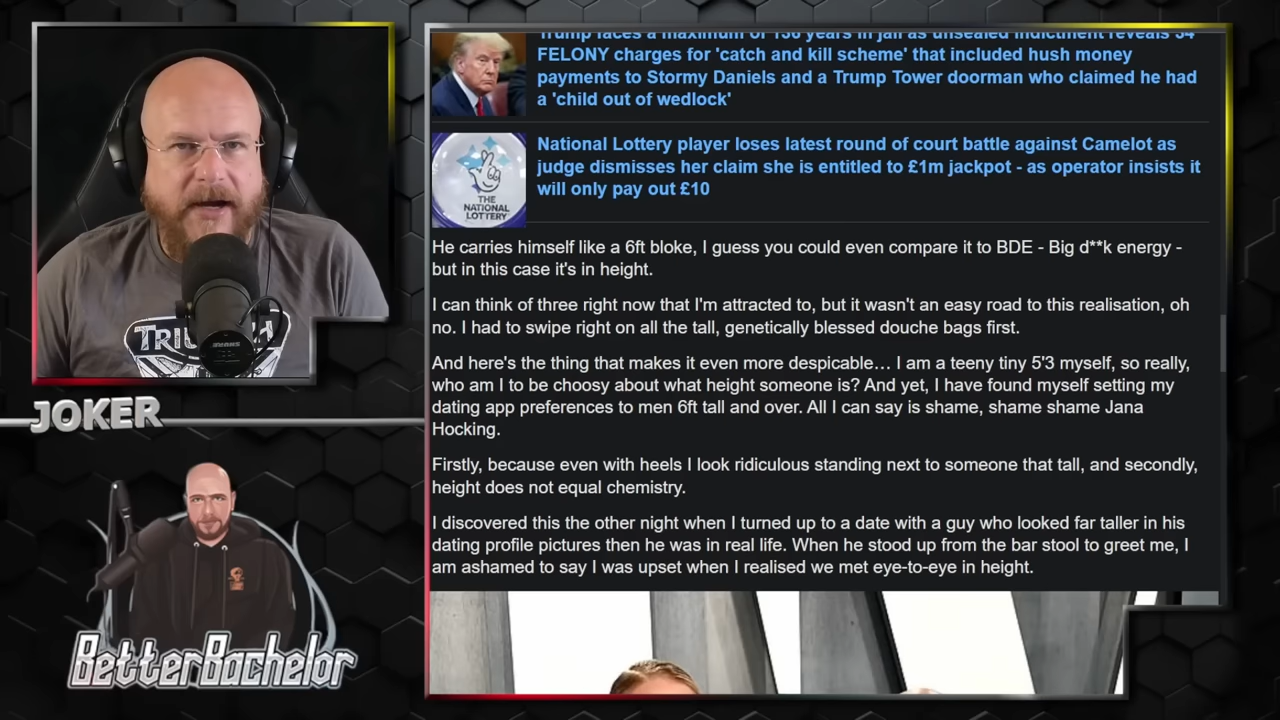 Trump faces a maximum of 136 years in jail as unsealed indictment reveals 34
FELONY charges for 'catch and kill scheme' that included hush money
payments to Stormy Daniels and a Trump Tower doorman who claimed he had
a 'child out of wedlock'
THE
NATIONAL
LOTTERY
National Lottery player loses latest round of court battle against Camelot as
judge dismisses her claim she is entitled to £1m jackpot - as operator insists it
will only pay out £10
He carries himself like a 6ft bloke, I guess you could even compare it to BDE - Big d**k energy -
but in this case it's in height.
I can think of three right now that I'm attracted to, but it wasn't an easy road to this realisation, oh
no. I had to swipe right on all the tall, genetically blessed douche bags first.
And here's the thing that makes it even more despicable… I am a teeny tiny 5'3 myself, so really,
who am I to be choosy about what height someone is? And yet, I have found myself setting my
dating app preferences to men 6ft tall and over. All I can say is shame, shame shame Jana
Hocking.
Firstly, because even with heels I look ridiculous standing next to someone that tall, and secondly,
height does not equal chemistry.
I discovered this the other night when I turned up to a date with a guy who looked far taller in his
dating profile pictures then he was in real life. When he stood up from the bar stool to greet me, I
am ashamed to say I was upset when I realised we met eye-to-eye in height.
SHURE
JOKER
BetterBachelor